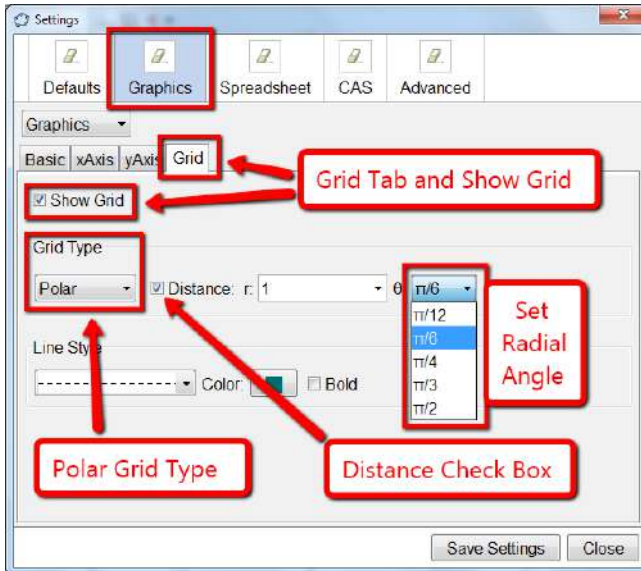 Settings
Defaults Graphics Spreadsheet CAS Advanced
Graphics
Basic xAxis yAxis Grid
Grid Tab and Show Grid
Show Grid
Grid Type
Polar Distance: r: 1 θ π/6
π/12
π/6
π/4
π/3
π/2
Set
Radial
Angle
Line Style
Color: Bold
Polar Grid Type
Distance Check Box
Save Settings Close